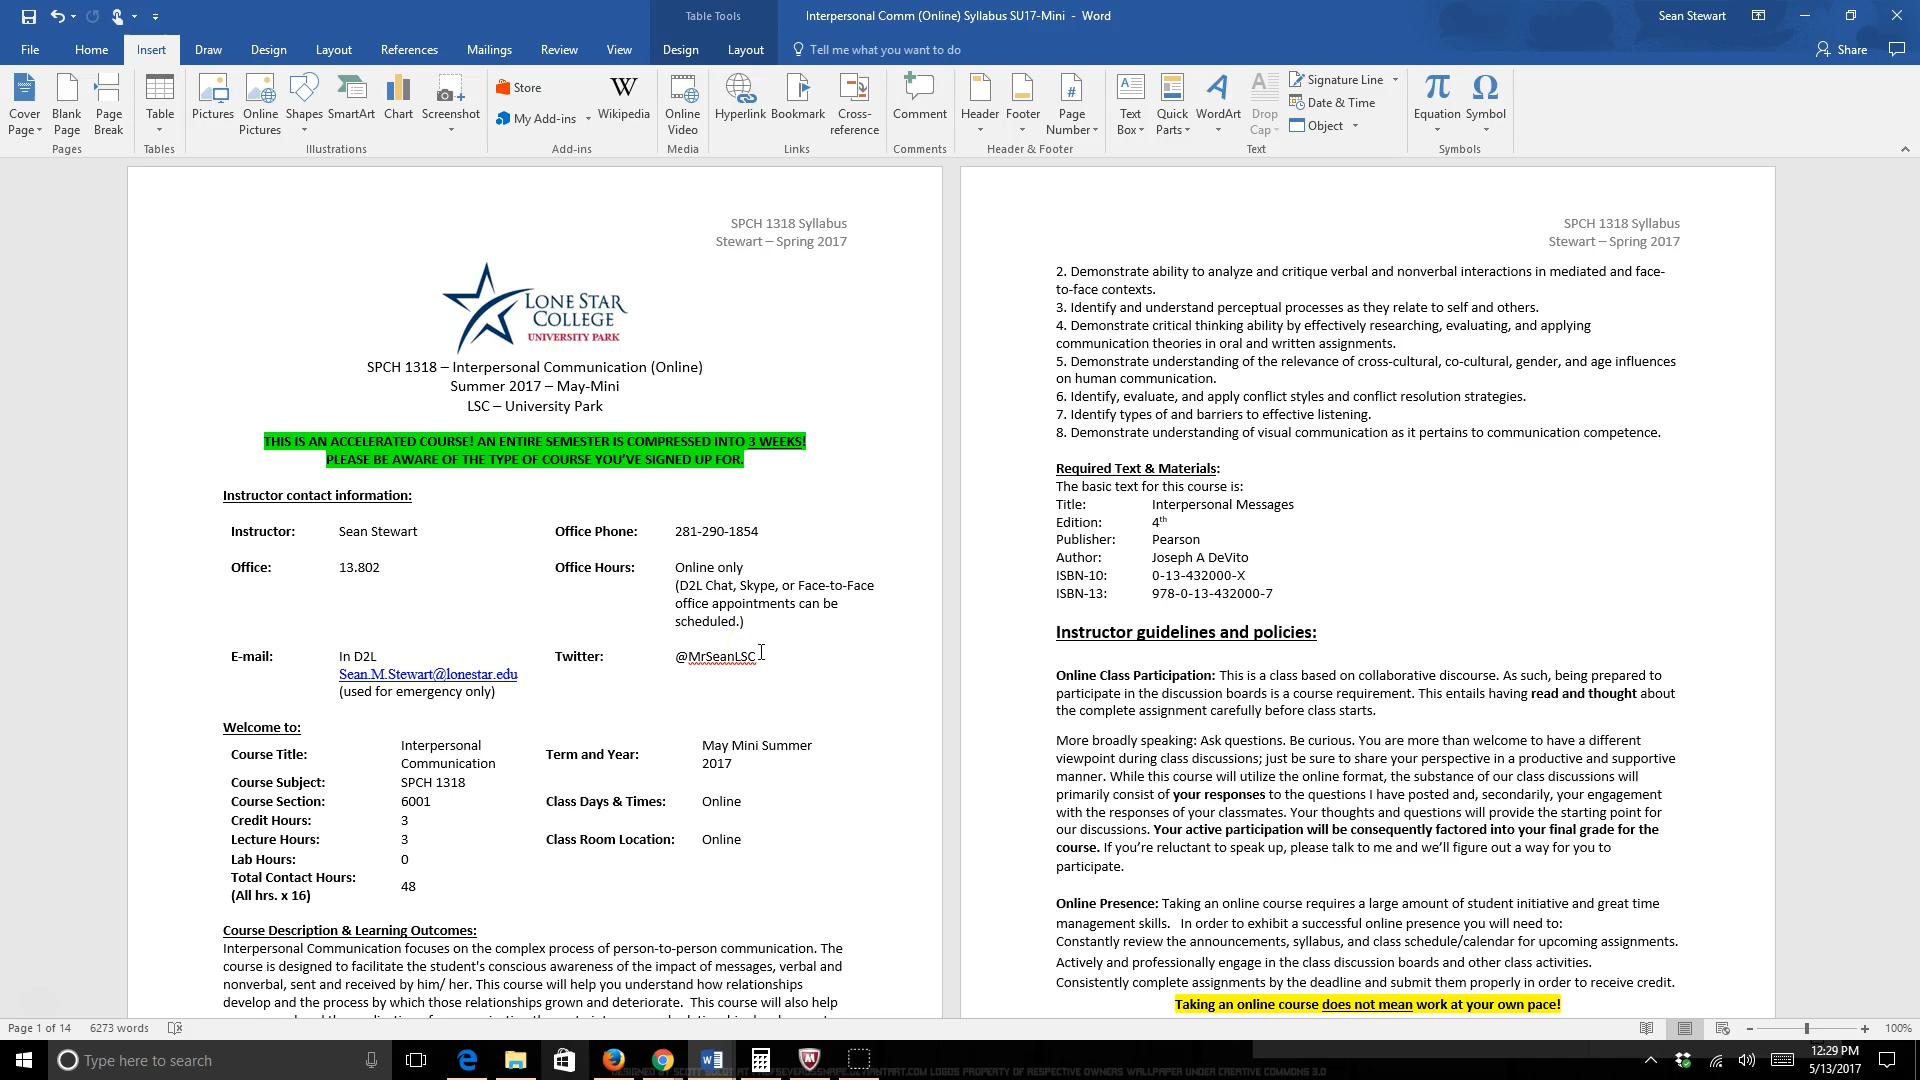 Table Tools
Interpersonal Comm (Online) Syllabus SU17-Mini - Word
Sean Stewart
File Home Insert Draw Design Layout References Mailings Review View Design Layout Tell me what you want to do Share
Cover Page
Blank Page
Page Break
Table
Pictures
Online Pictures
Shapes
SmartArt
Chart
Screenshot
Store
My Add-ins
Wikipedia
Online Video
Hyperlink
Bookmark
Cross-reference
Comment
Header
Footer
Page Number
Text Box
Quick Parts
WordArt
Drop Cap
Signature Line
Date & Time
Object
Equation
Symbol
Pages Tables Illustrations Add-ins Media Links Comments Header & Footer Text Symbols
SPCH 1318 Syllabus
Stewart – Spring 2017
LONE STAR
COLLEGE
UNIVERSITY PARK
SPCH 1318 – Interpersonal Communication (Online)
Summer 2017 – May-Mini
LSC – University Park
THIS IS AN ACCELERATED COURSE! AN ENTIRE SEMESTER IS COMPRESSED INTO 3 WEEKS!
PLEASE BE AWARE OF THE TYPE OF COURSE YOU'VE SIGNED UP FOR.
Instructor contact information:
Instructor: Sean Stewart Office Phone: 281-290-1854
Office: 13.802 Office Hours: Online only
(D2L Chat, Skype, or Face-to-Face
office appointments can be
scheduled.)
E-mail: In D2L Twitter: @MrSeanLSC
Sean.M.Stewart@lonestar.edu
(used for emergency only)
Welcome to:
Course Title: Interpersonal Communication Term and Year: May Mini Summer 2017
Course Subject: SPCH 1318
Course Section: 6001 Class Days & Times: Online
Credit Hours: 3
Lecture Hours: 3 Class Room Location: Online
Lab Hours: 0
Total Contact Hours:
(All hrs. x 16) 48
Course Description & Learning Outcomes:
Interpersonal Communication focuses on the complex process of person-to-person communication. The
course is designed to facilitate the student's conscious awareness of the impact of messages, verbal and
nonverbal, sent and received by him/ her. This course will help you understand how relationships
develop and the process by which those relationships grown and deteriorate. This course will also help
SPCH 1318 Syllabus
Stewart – Spring 2017
2. Demonstrate ability to analyze and critique verbal and nonverbal interactions in mediated and face-
to-face contexts.
3. Identify and understand perceptual processes as they relate to self and others.
4. Demonstrate critical thinking ability by effectively researching, evaluating, and applying
communication theories in oral and written assignments.
5. Demonstrate understanding of the relevance of cross-cultural, co-cultural, gender, and age influences
on human communication.
6. Identify, evaluate, and apply conflict styles and conflict resolution strategies.
7. Identify types of and barriers to effective listening.
8. Demonstrate understanding of visual communication as it pertains to communication competence.
Required Text & Materials:
The basic text for this course is:
Title: Interpersonal Messages
Edition: 4th
Publisher: Pearson
Author: Joseph A DeVito
ISBN-10: 0-13-432000-X
ISBN-13: 978-0-13-432000-7
Instructor guidelines and policies:
Online Class Participation: This is a class based on collaborative discourse. As such, being prepared to
participate in the discussion boards is a course requirement. This entails having read and thought about
the complete assignment carefully before class starts.
More broadly speaking: Ask questions. Be curious. You are more than welcome to have a different
viewpoint during class discussions; just be sure to share your perspective in a productive and supportive
manner. While this course will utilize the online format, the substance of our class discussions will
primarily consist of your responses to the questions I have posted and, secondarily, your engagement
with the responses of your classmates. Your thoughts and questions will provide the starting point for
our discussions. Your active participation will be consequently factored into your final grade for the
course. If you're reluctant to speak up, please talk to me and we'll figure out a way for you to
participate.
Online Presence: Taking an online course requires a large amount of student initiative and great time
management skills. In order to exhibit a successful online presence you will need to:
Constantly review the announcements, syllabus, and class schedule/calendar for upcoming assignments.
Actively and professionally engage in the class discussion boards and other class activities.
Consistently complete assignments by the deadline and submit them properly in order to receive credit.
Taking an online course does not mean work at your own pace!
Page 1 of 14 6273 words 100%
Type here to search
12:29 PM
5/13/2017